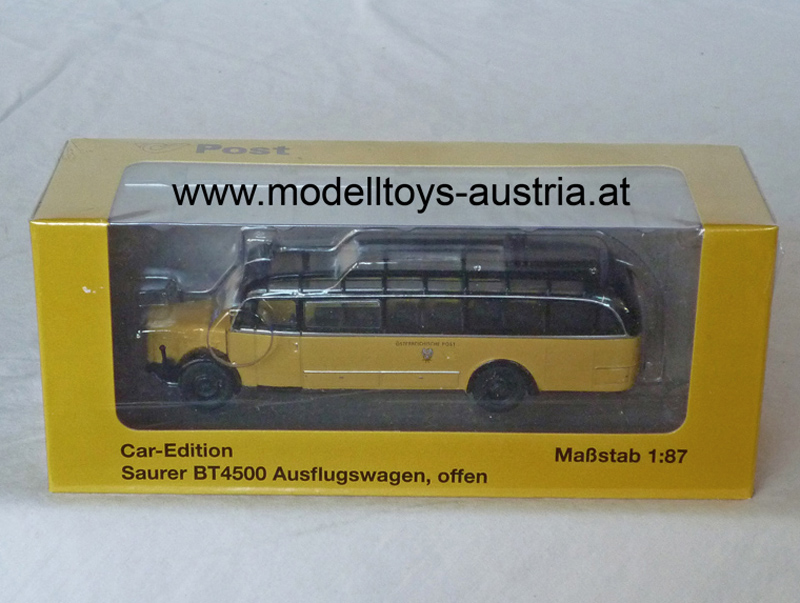 Post
www.modelltoys-austria.at
Car-Edition
Saurer BT4500 Ausflugswagen, offen
Maßstab 1:87